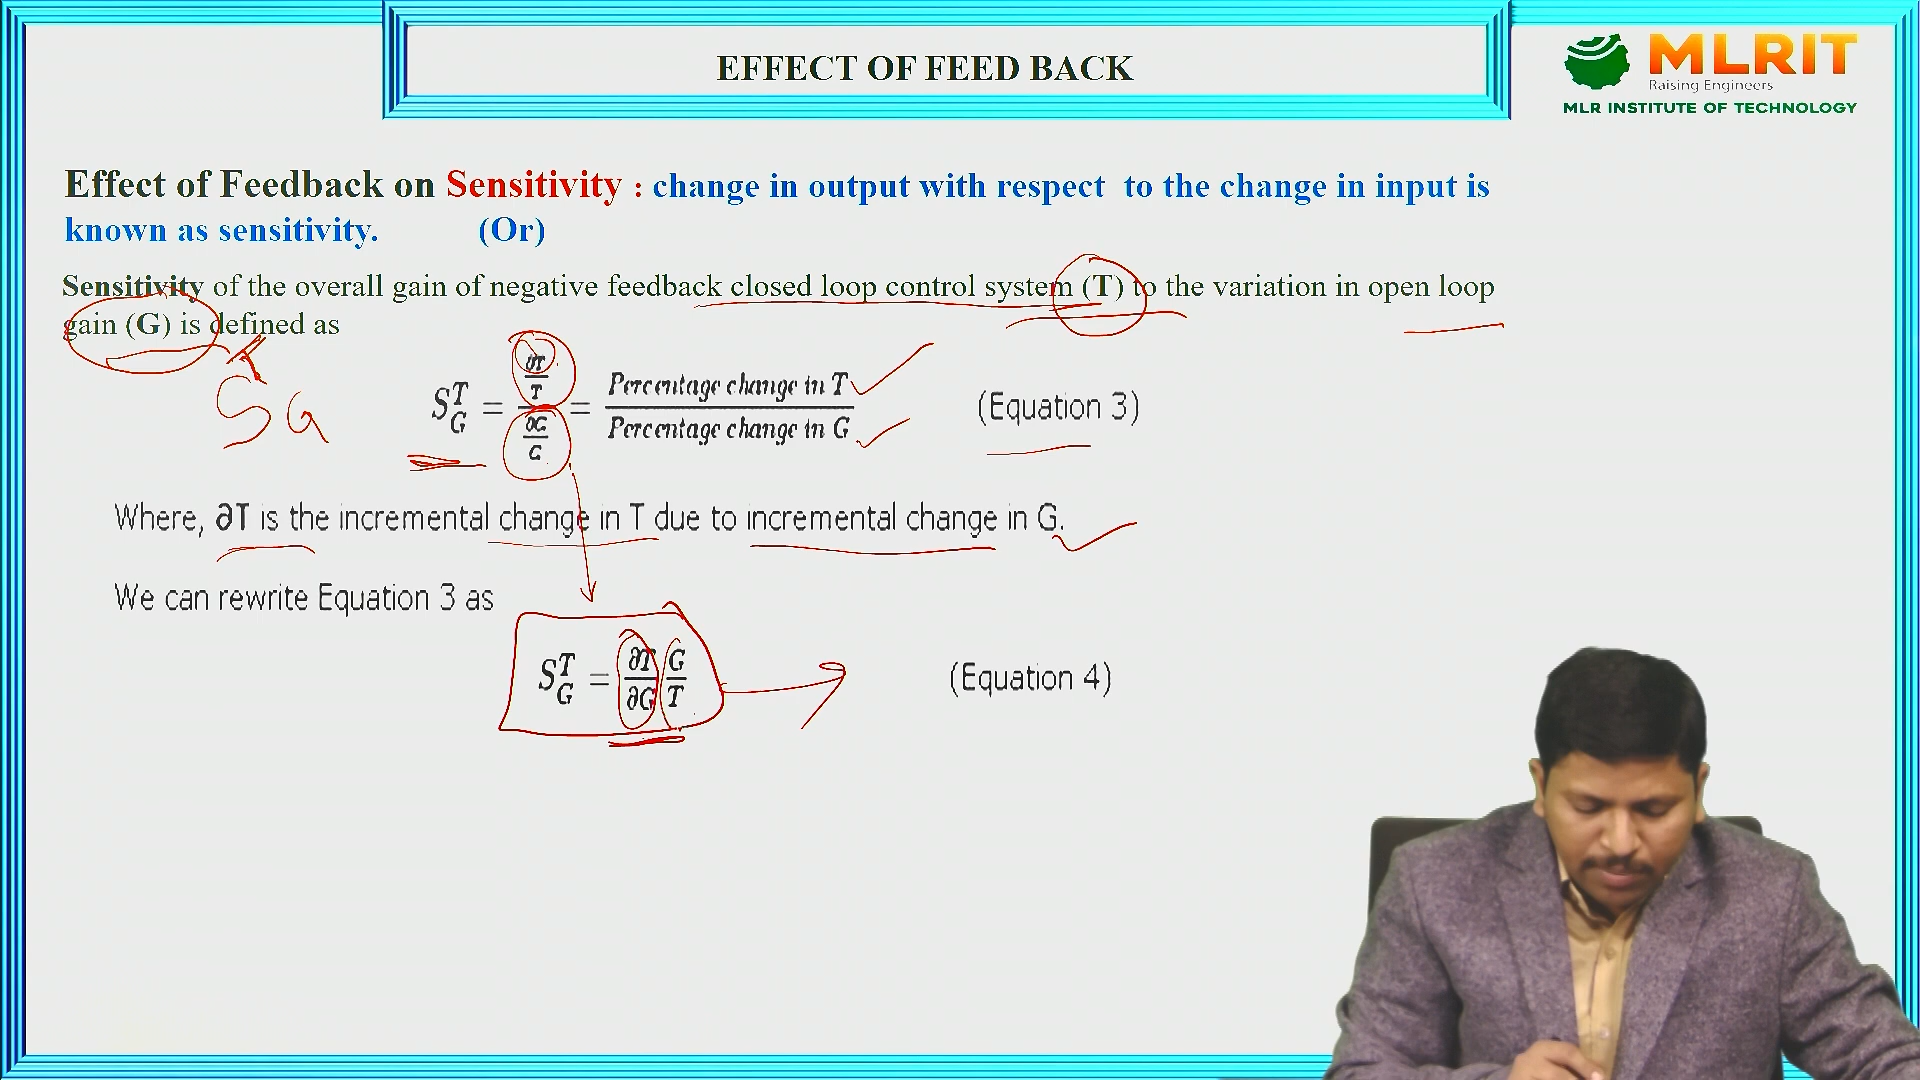 EFFECT OF FEED BACK
MLRIT
Raising Engineers
MLR INSTITUTE OF TECHNOLOGY
Effect of Feedback on Sensitivity : change in output with respect to the change in input is
known as sensitivity. (Or)
Sensitivity of the overall gain of negative feedback closed loop control system (T) to the variation in open loop
gain (G) is defined as
S_G^T = (∂T/T)/(∂G/G) = Percentage change in T / Percentage change in G (Equation 3)
S G
Where, ∂T is the incremental change in T due to incremental change in G.
We can rewrite Equation 3 as
S_G^T = ∂T/∂G G/T (Equation 4)